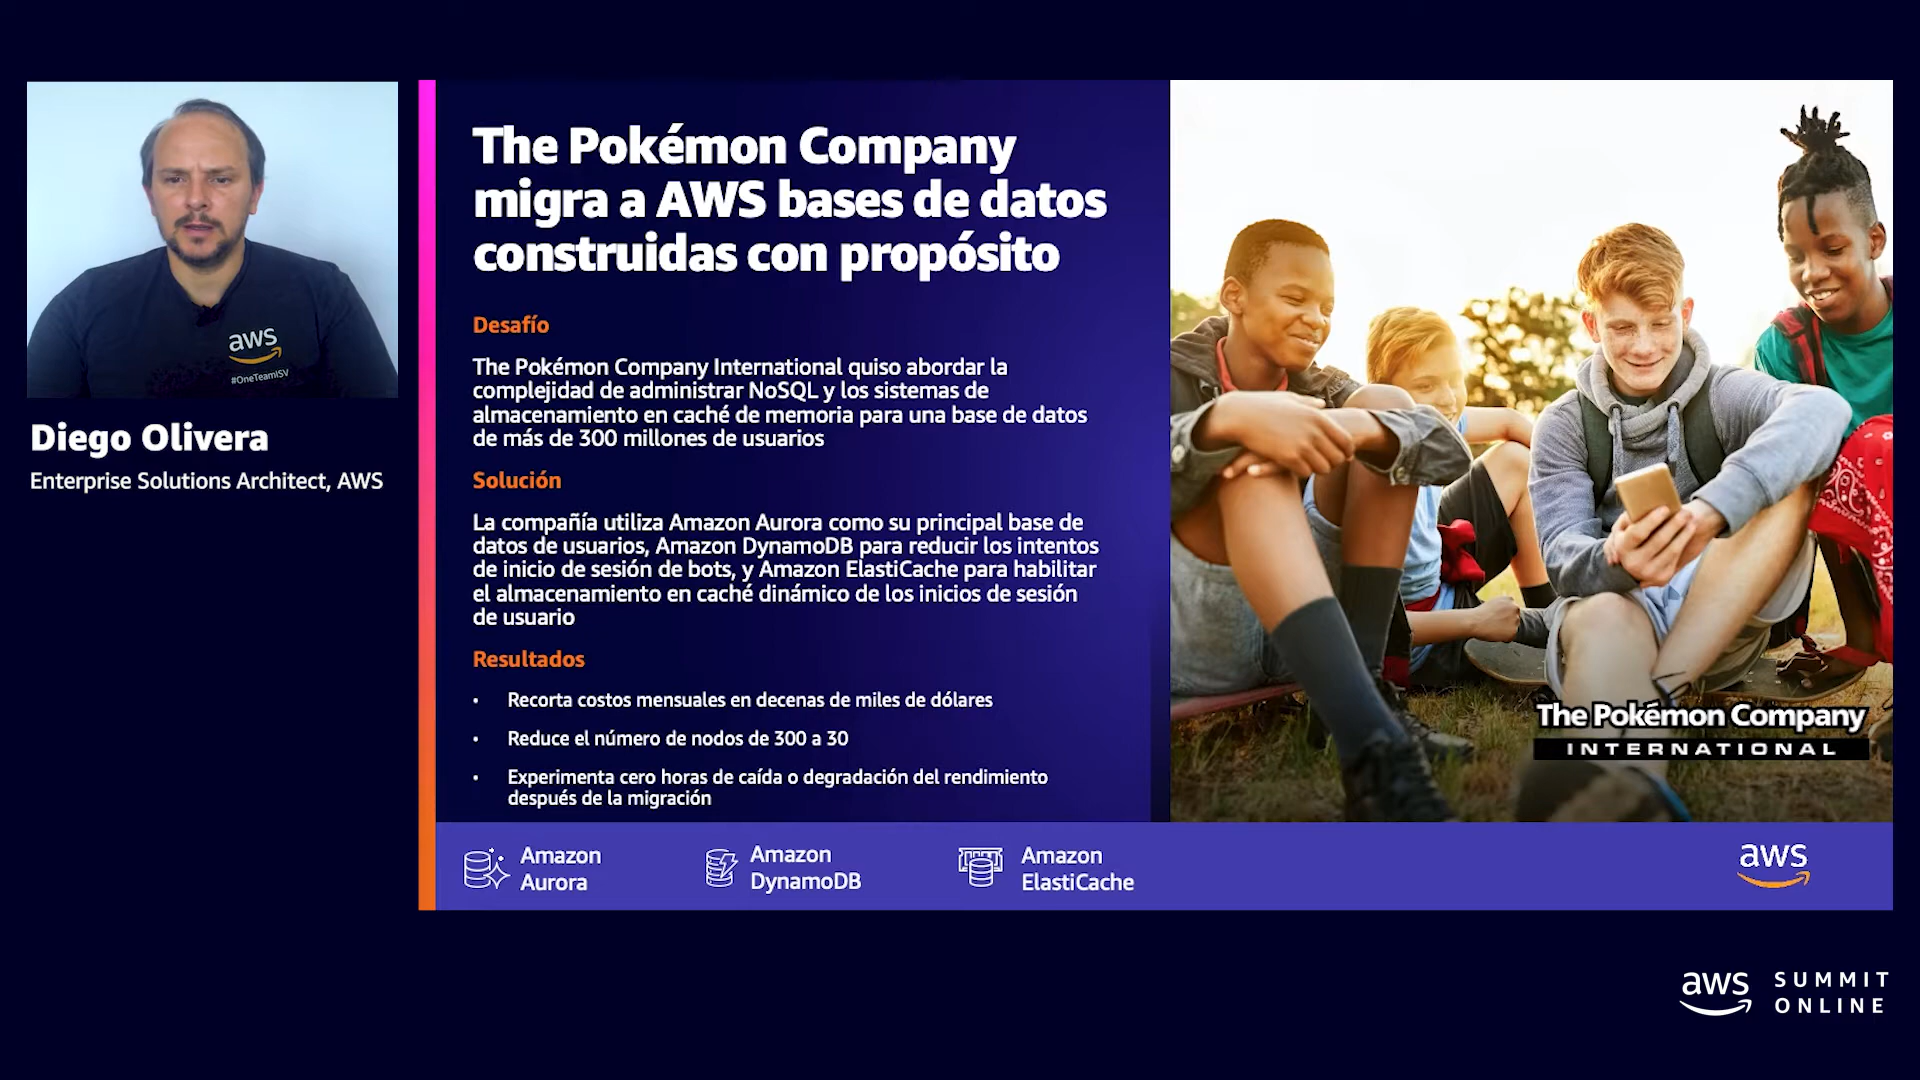 aws
#OneTeamISV
Diego Olivera
Enterprise Solutions Architect, AWS
The Pokémon Company
migra a AWS bases de datos
construidas con propósito
Desafío
The Pokémon Company International quiso abordar la
complejidad de administrar NoSQL y los sistemas de
almacenamiento en caché de memoria para una base de datos
de más de 300 millones de usuarios
Solución
La compañía utiliza Amazon Aurora como su principal base de
datos de usuarios, Amazon DynamoDB para reducir los intentos
de inicio de sesión de bots, y Amazon ElastiCache para habilitar
el almacenamiento en caché dinámico de los inicios de sesión
de usuario
Resultados
• Recorta costos mensuales en decenas de miles de dólares
• Reduce el número de nodos de 300 a 30
• Experimenta cero horas de caída o degradación del rendimiento
después de la migración
The Pokémon Company
INTERNATIONAL
Amazon
Aurora
Amazon
DynamoDB
Amazon
ElastiCache
aws
aws
SUMMIT
ONLINE